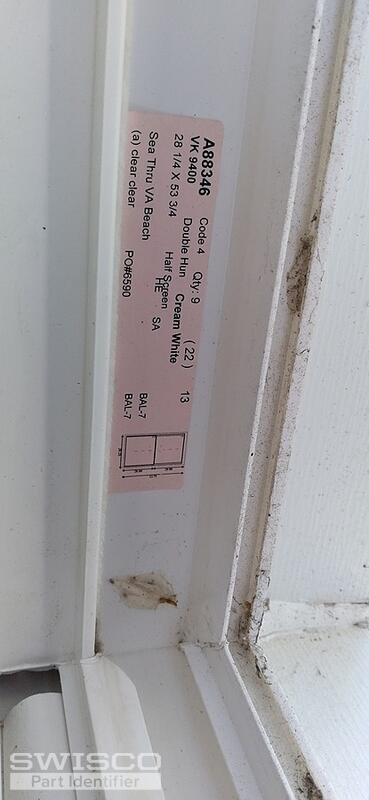 A88346 Code 4 Qty: 9 (22) 13
VK 9400 Double Hun Cream White
28 1/4 X 53 3/4 Half Screen SA
HE
Sea Thru VA Beach BAL-7
(a) clear clear PO#6590 BAL-7
SWISCO
Part Identifier